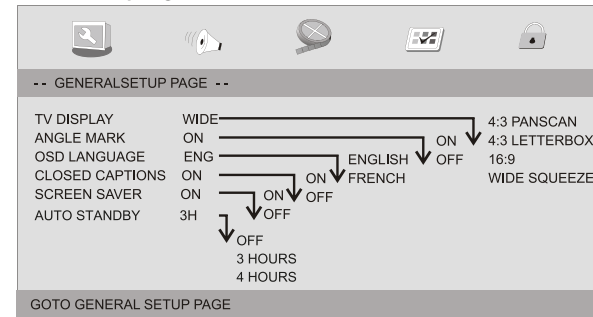 -- GENERALSETUP PAGE --
TV DISPLAY WIDE 4:3 PANSCAN
ANGLE MARK ON ON 4:3 LETTERBOX
OSD LANGUAGE ENG ENGLISH OFF 16:9
CLOSED CAPTIONS ON ON FRENCH WIDE SQUEEZE
SCREEN SAVER ON ON OFF
AUTO STANDBY 3H OFF
OFF
3 HOURS
4 HOURS
GOTO GENERAL SETUP PAGE